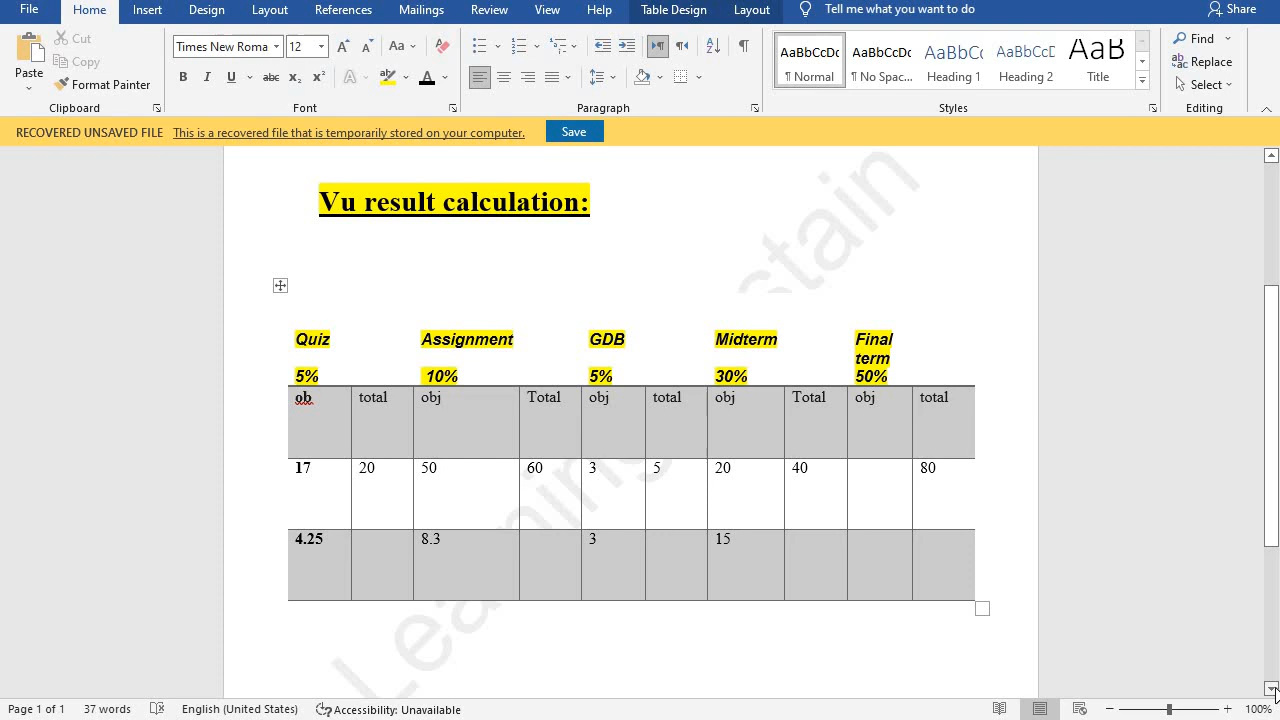 File Home Insert Design Layout References Mailings Review View Help Table Design Layout Tell me what you want to do Share
Paste
Cut
Copy
Format Painter
Clipboard
Times New Roma 12 Aa
B I U abc x₂ x² A ab A
Font
Paragraph
AaBbCcDc AaBbCcDc AaBbC( AaBbCcD AaB
¶ Normal ¶ No Spac... Heading 1 Heading 2 Title
Styles
Find
Replace
Select
Editing
RECOVERED UNSAVED FILE This is a recovered file that is temporarily stored on your computer. Save
Vu result calculation:
Quiz Assignment GDB Midterm Final
term
5% 10% 5% 30% 50%
ob total obj Total obj total obj Total obj total
17 20 50 60 3 5 20 40 80
4.25 8.3 3 15
Page 1 of 1 37 words English (United States) Accessibility: Unavailable 100%